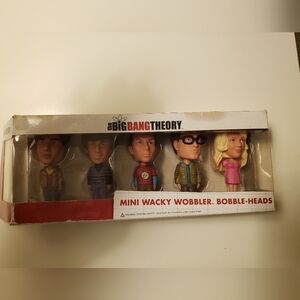 THE BIGBANGTHEORY
MINI WACKY WOBBLER. BOBBLE-HEADS